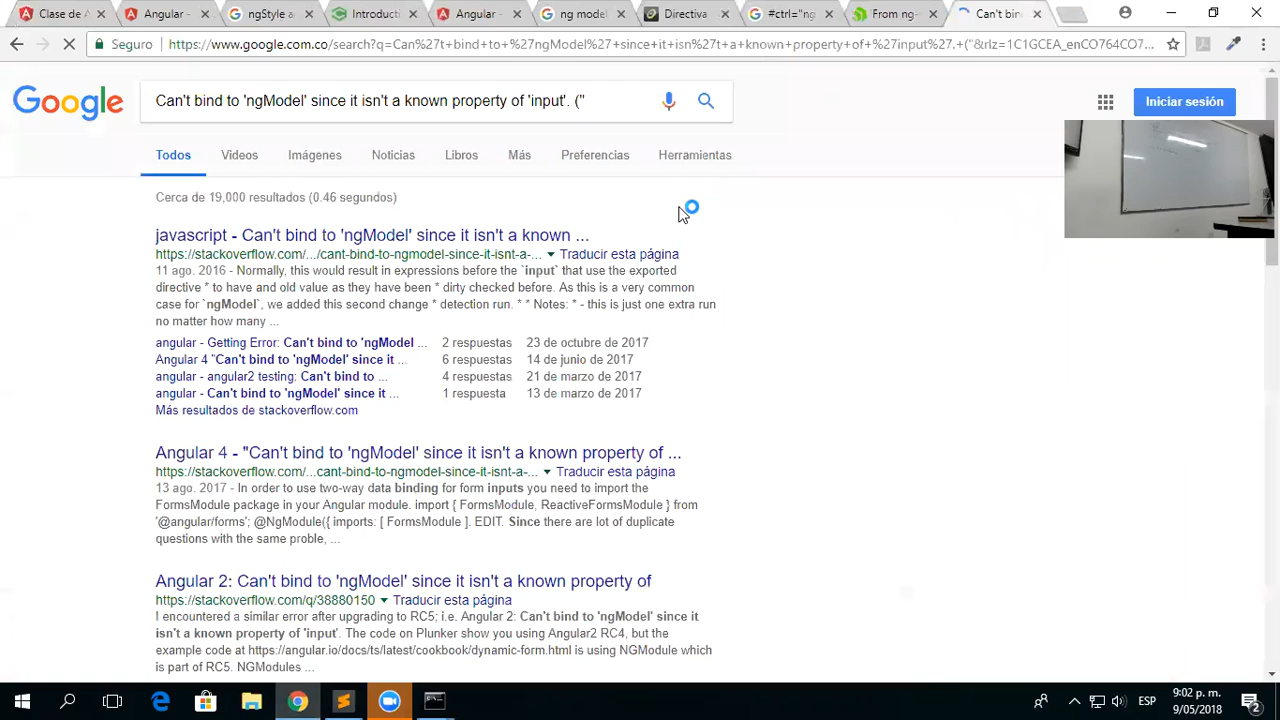 Clase de A
Angular -
ngStyle a
Introducti
Angular -
ng model
Directiva
#ctrl="ng
From ng-
Can't bin
Seguro
https://www.google.com.co/search?q=Can%27t+bind+to+%27ngModel%27+since+it+isn%27t+a+known+property+of+%27input%27.+("&rlz=1C1GCEA_enCO764CO7...
Google
Can't bind to 'ngModel' since it isn't a known property of 'input'. ("
Iniciar sesión
Todos
Videos
Imágenes
Noticias
Libros
Más
Preferencias
Herramientas
Cerca de 19,000 resultados (0.46 segundos)
javascript - Can't bind to 'ngModel' since it isn't a known ...
https://stackoverflow.com/.../cant-bind-to-ngmodel-since-it-isnt-a-... Traducir esta página
11 ago. 2016 - Normally, this would result in expressions before the `input` that use the exported
directive * to have and old value as they have been * dirty checked before. As this is a very common
case for `ngModel`, we added this second change * detection run. * * Notes: * - this is just one extra run
no matter how many ...
angular - Getting Error: Can't bind to 'ngModel ... 2 respuestas 23 de octubre de 2017
Angular 4 "Can't bind to 'ngModel' since it ... 6 respuestas 14 de junio de 2017
angular - angular2 testing: Can't bind to ... 4 respuestas 21 de marzo de 2017
angular - Can't bind to 'ngModel' since it ... 1 respuesta 13 de marzo de 2017
Más resultados de stackoverflow.com
Angular 4 - "Can't bind to 'ngModel' since it isn't a known property of ...
https://stackoverflow.com/...cant-bind-to-ngmodel-since-it-isnt-a-... Traducir esta página
13 ago. 2017 - In order to use two-way data binding for form inputs you need to import the
FormsModule package in your Angular module. import { FormsModule, ReactiveFormsModule } from
'@angular/forms'; @NgModule({ imports: [ FormsModule ]. EDIT. Since there are lot of duplicate
questions with the same proble, ...
Angular 2: Can't bind to 'ngModel' since it isn't a known property of
https://stackoverflow.com/q/38880150 Traducir esta página
I encountered a similar error after upgrading to RC5; i.e. Angular 2: Can't bind to 'ngModel' since it
isn't a known property of 'input'. The code on Plunker show you using Angular2 RC4, but the
example code at https://angular.io/docs/ts/latest/cookbook/dynamic-form.html is using NGModule which
is part of RC5. NGModules ...
ESP
9:02 p. m.
9/05/2018
2